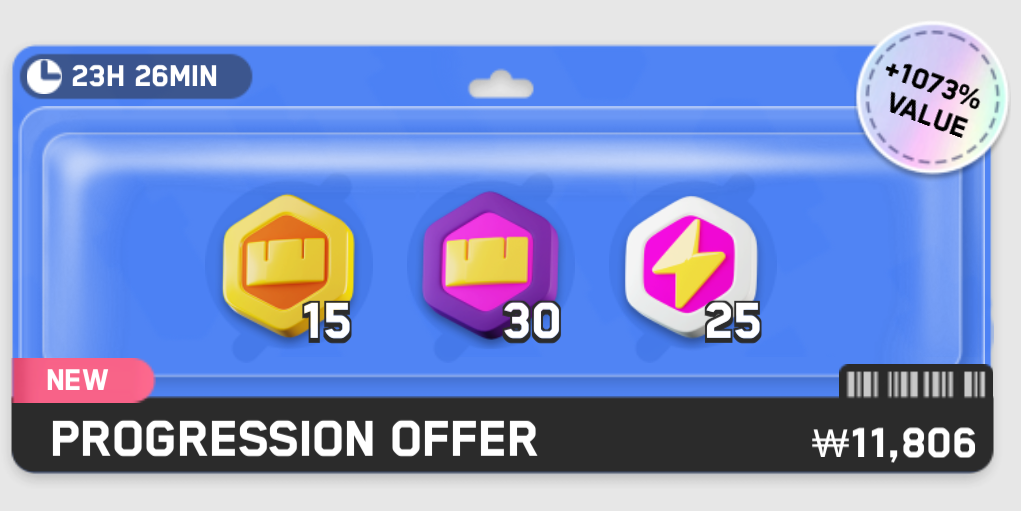 23H 26MIN
+1073%
VALUE
15
30
25
NEW
PROGRESSION OFFER
₩11,806